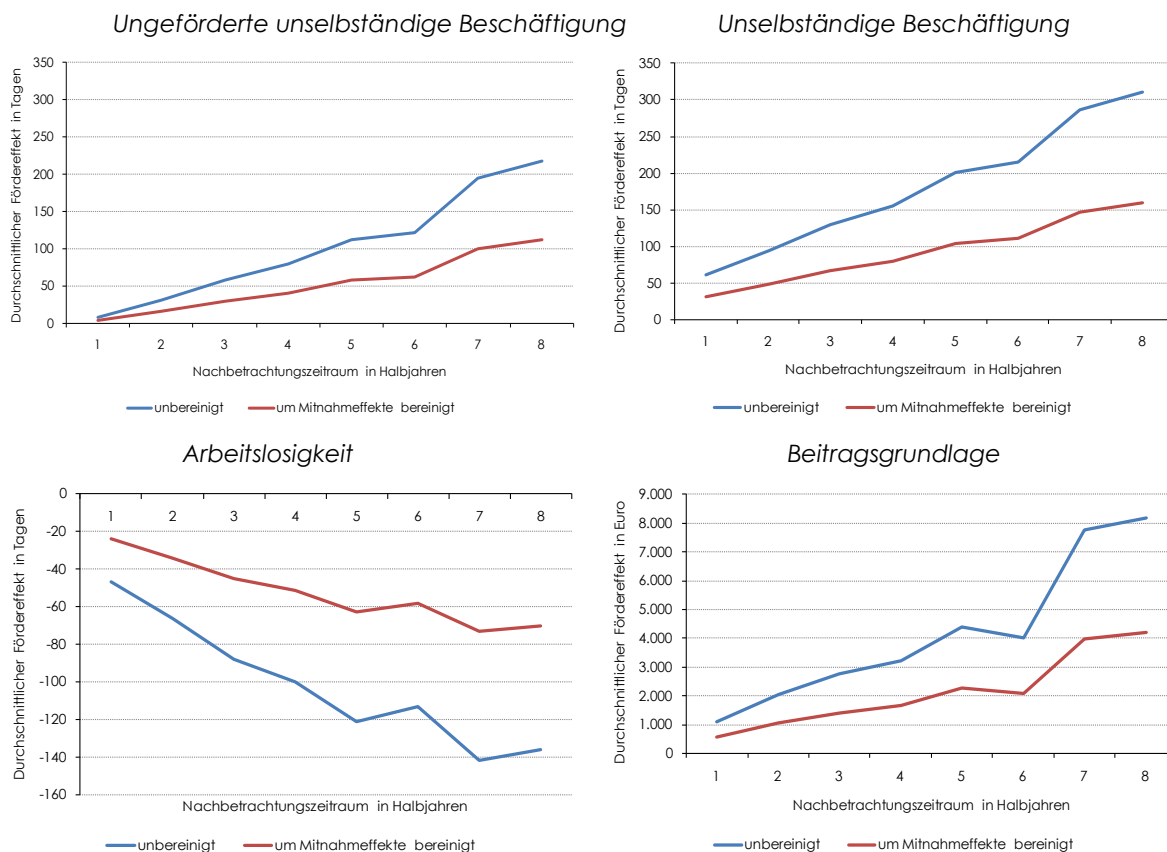 Ungeförderte unselbständige Beschäftigung
Durchschnittlicher Fördereffekt in Tagen
350
300
250
200
150
100
50
0
1 2 3 4 5 6 7 8
Nachbetrachtungszeitraum in Halbjahren
unbereinigt um Mitnahmeffekte bereinigt
Unselbständige Beschäftigung
Durchschnittlicher Fördereffekt in Tagen
350
300
250
200
150
100
50
0
1 2 3 4 5 6 7 8
Nachbetrachtungszeitraum in Halbjahren
unbereinigt um Mitnahmeffekte bereinigt
Arbeitslosigkeit
Durchschnittlicher Fördereffekt in Tagen
0
1 2 3 4 5 6 7 8
-20
-40
-60
-80
-100
-120
-140
-160
Nachbetrachtungszeitraum in Halbjahren
unbereinigt um Mitnahmeffekte bereinigt
Beitragsgrundlage
Durchschnittlicher Fördereffekt in Euro
9.000
8.000
7.000
6.000
5.000
4.000
3.000
2.000
1.000
0
1 2 3 4 5 6 7 8
Nachbetrachtungszeitraum in Halbjahren
unbereinigt um Mitnahmeffekte bereinigt